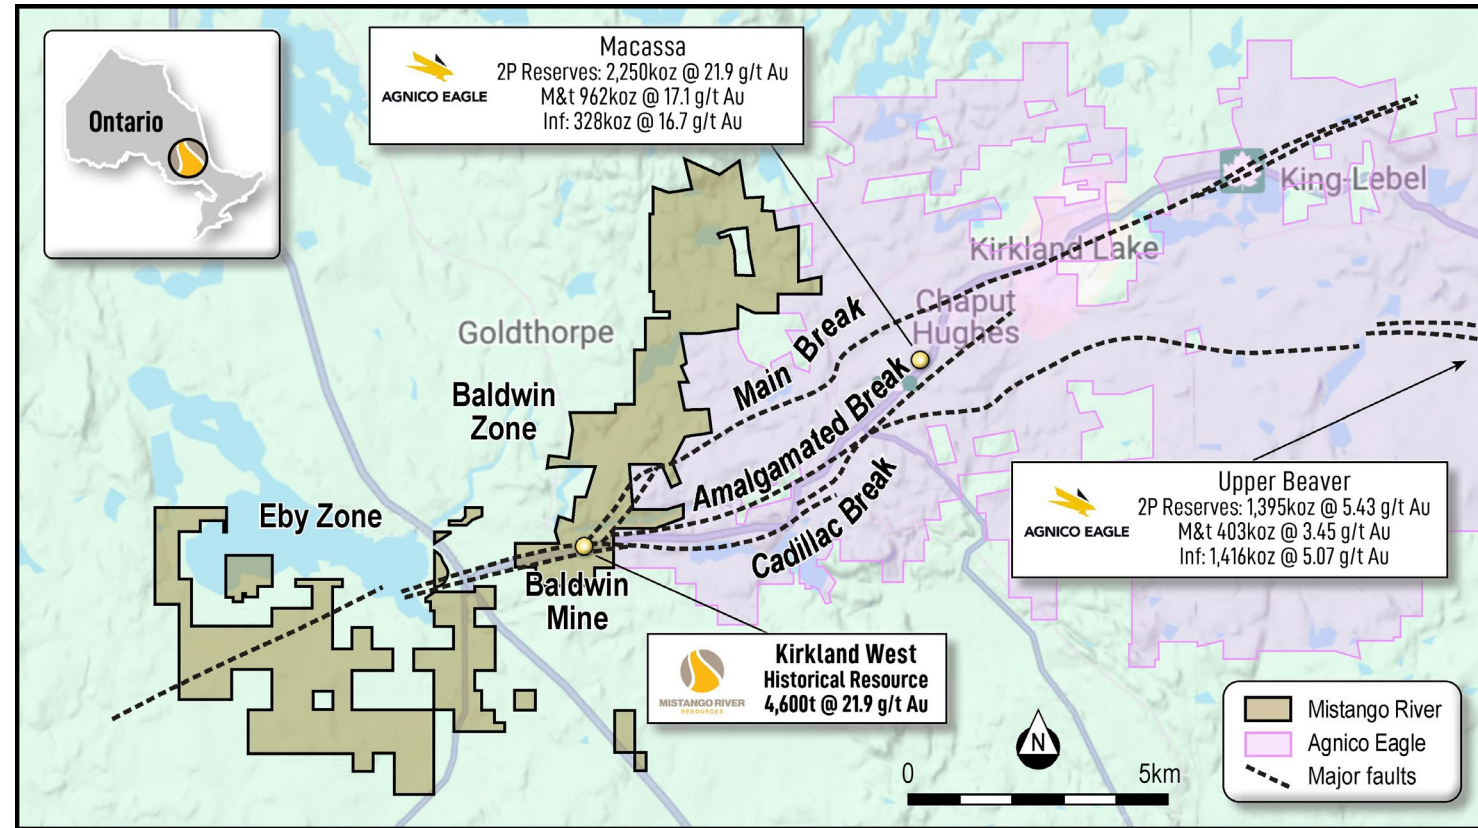 Ontario
AGNICO EAGLE
Macassa
2P Reserves: 2,250koz @ 21.9 g/t Au
M&t 962koz @ 17.1 g/t Au
Inf: 328koz @ 16.7 g/t Au
King-Lebel
Kirkland Lake
Chaput
Hughes
Goldthorpe
Main Break
Baldwin
Zone
Amalgamated Break
Cadillac Break
Eby Zone
Baldwin
Mine
AGNICO EAGLE
Upper Beaver
2P Reserves: 1,395koz @ 5.43 g/t Au
M&t 403koz @ 3.45 g/t Au
Inf: 1,416koz @ 5.07 g/t Au
MISTANGO RIVER
RESOURCES
Kirkland West
Historical Resource
4,600t @ 21.9 g/t Au
N
0 5km
Mistango River
Agnico Eagle
Major faults